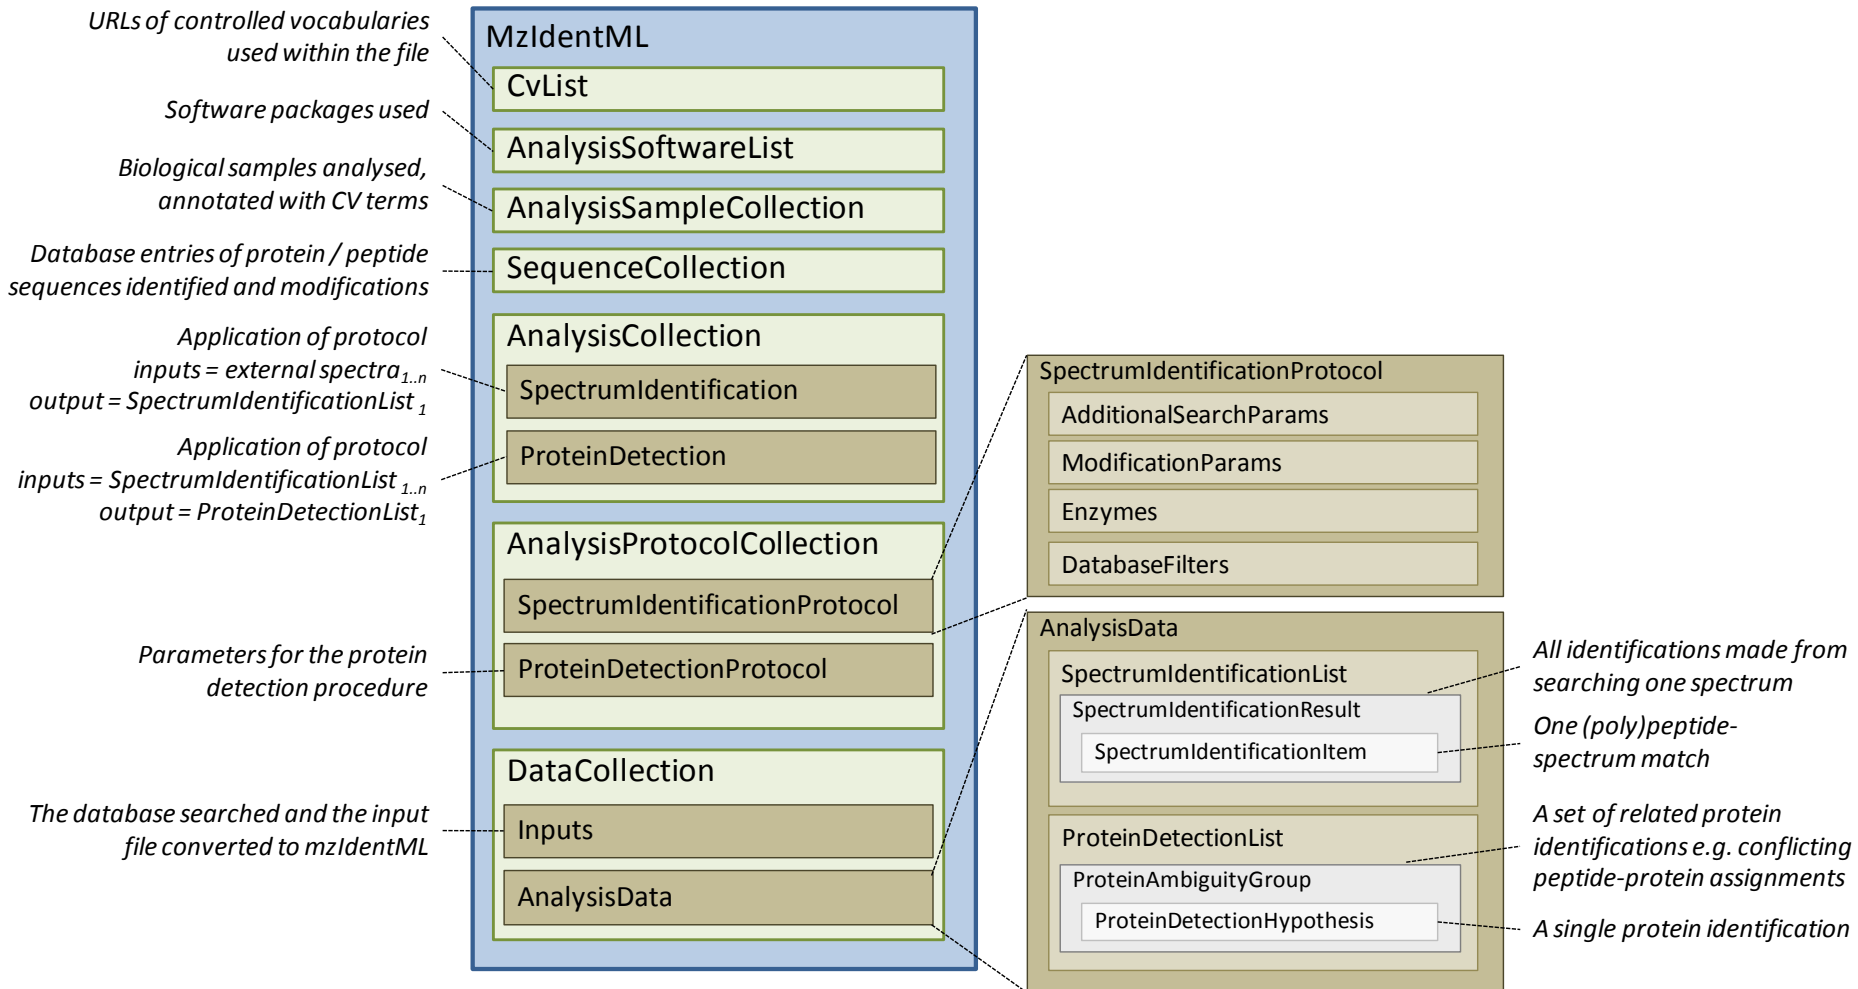 URLs of controlled vocabularies
used within the file
Software packages used
Biological samples analysed,
annotated with CV terms
Database entries of protein / peptide
sequences identified and modifications
Application of protocol
inputs = external spectra1..n
output = SpectrumIdentificationList 1
Application of protocol
inputs = SpectrumIdentificationList 1..n
output = ProteinDetectionList1
Parameters for the protein
detection procedure
The database searched and the input
file converted to mzIdentML
MzIdentML
CvList
AnalysisSoftwareList
AnalysisSampleCollection
SequenceCollection
AnalysisCollection
SpectrumIdentification
ProteinDetection
AnalysisProtocolCollection
SpectrumIdentificationProtocol
ProteinDetectionProtocol
DataCollection
Inputs
AnalysisData
SpectrumIdentificationProtocol
AdditionalSearchParams
ModificationParams
Enzymes
DatabaseFilters
AnalysisData
SpectrumIdentificationList
SpectrumIdentificationResult
SpectrumIdentificationItem
ProteinDetectionList
ProteinAmbiguityGroup
ProteinDetectionHypothesis
All identifications made from
searching one spectrum
One (poly)peptide-
spectrum match
A set of related protein
identifications e.g. conflicting
peptide-protein assignments
A single protein identification